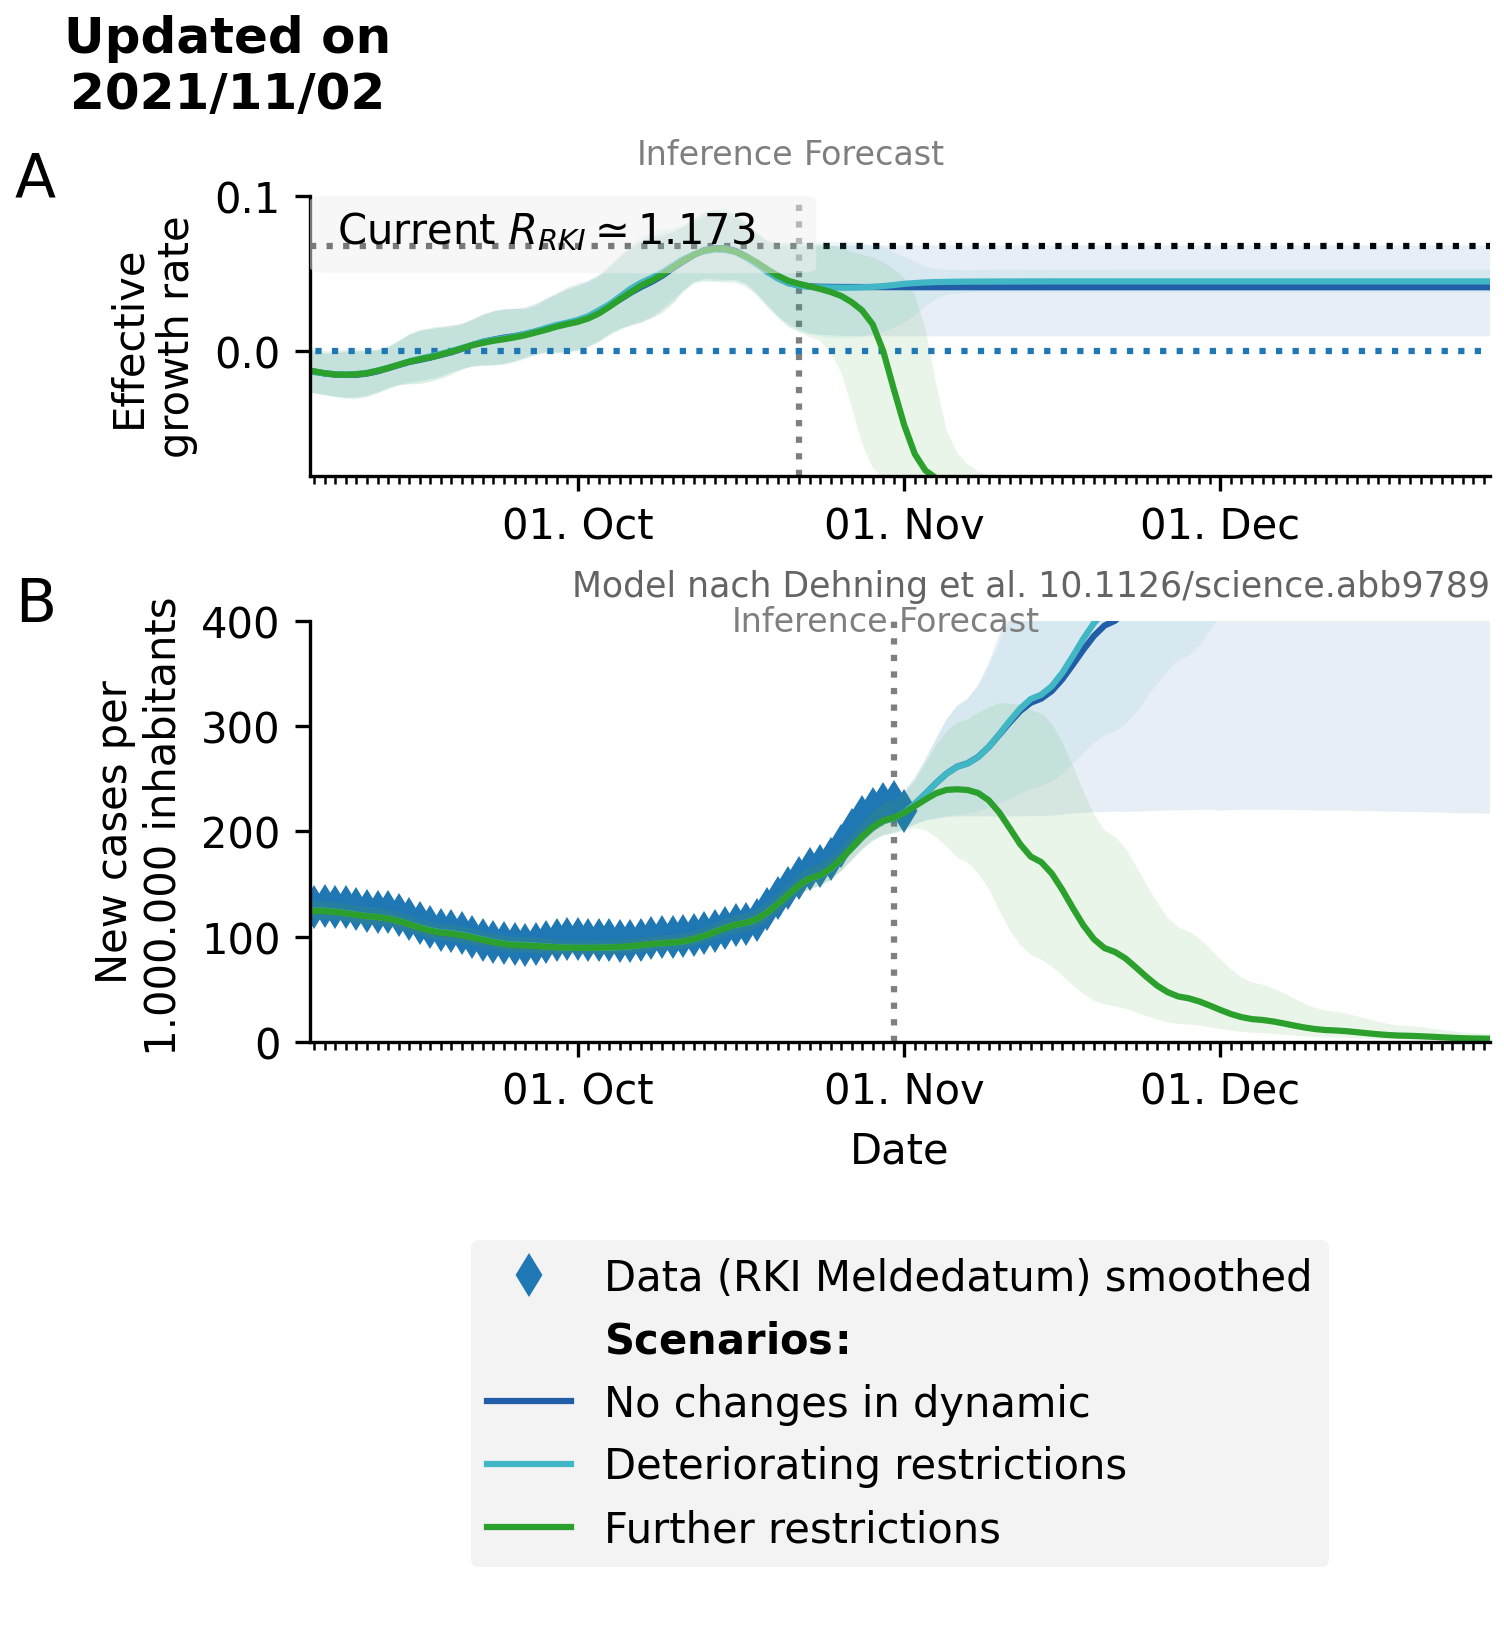 Updated on
2021/11/02
A
Inference Forecast
Effective
growth rate
0.1
0.0
Current R_RKI ≃ 1.173
01. Oct
01. Nov
01. Dec
B
Model nach Dehning et al. 10.1126/science.abb9789
Inference Forecast
New cases per
1.000.000 inhabitants
400
300
200
100
0
01. Oct
01. Nov
01. Dec
Date
Data (RKI Meldedatum) smoothed
Scenarios:
No changes in dynamic
Deteriorating restrictions
Further restrictions